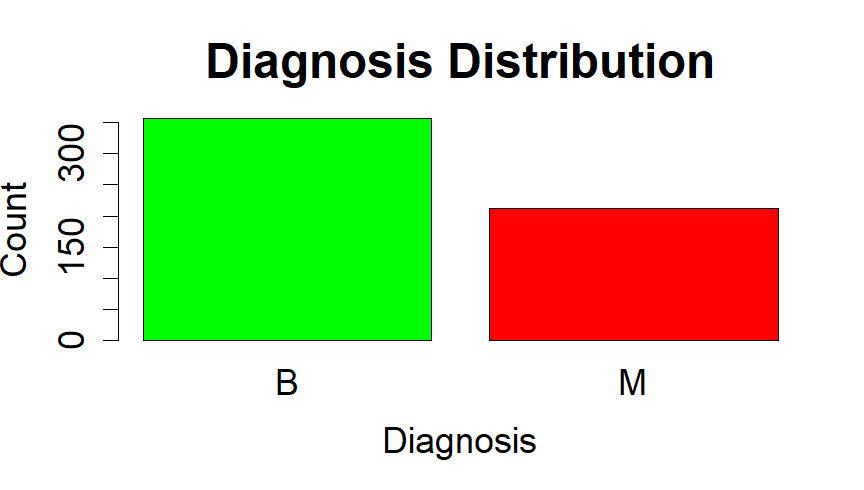 Diagnosis Distribution
Count
300
150
0
B
M
Diagnosis